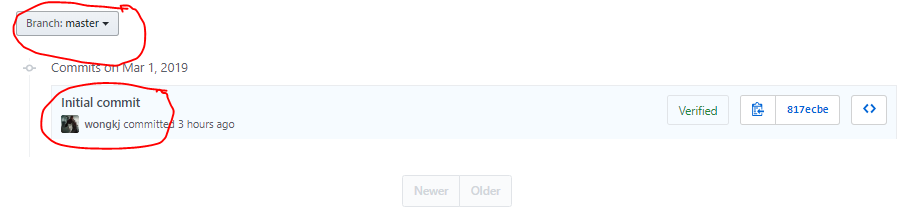 Branch: master
Commits on Mar 1, 2019
Initial commit
wongkj committed 3 hours ago
Verified
817ecbe
Newer Older